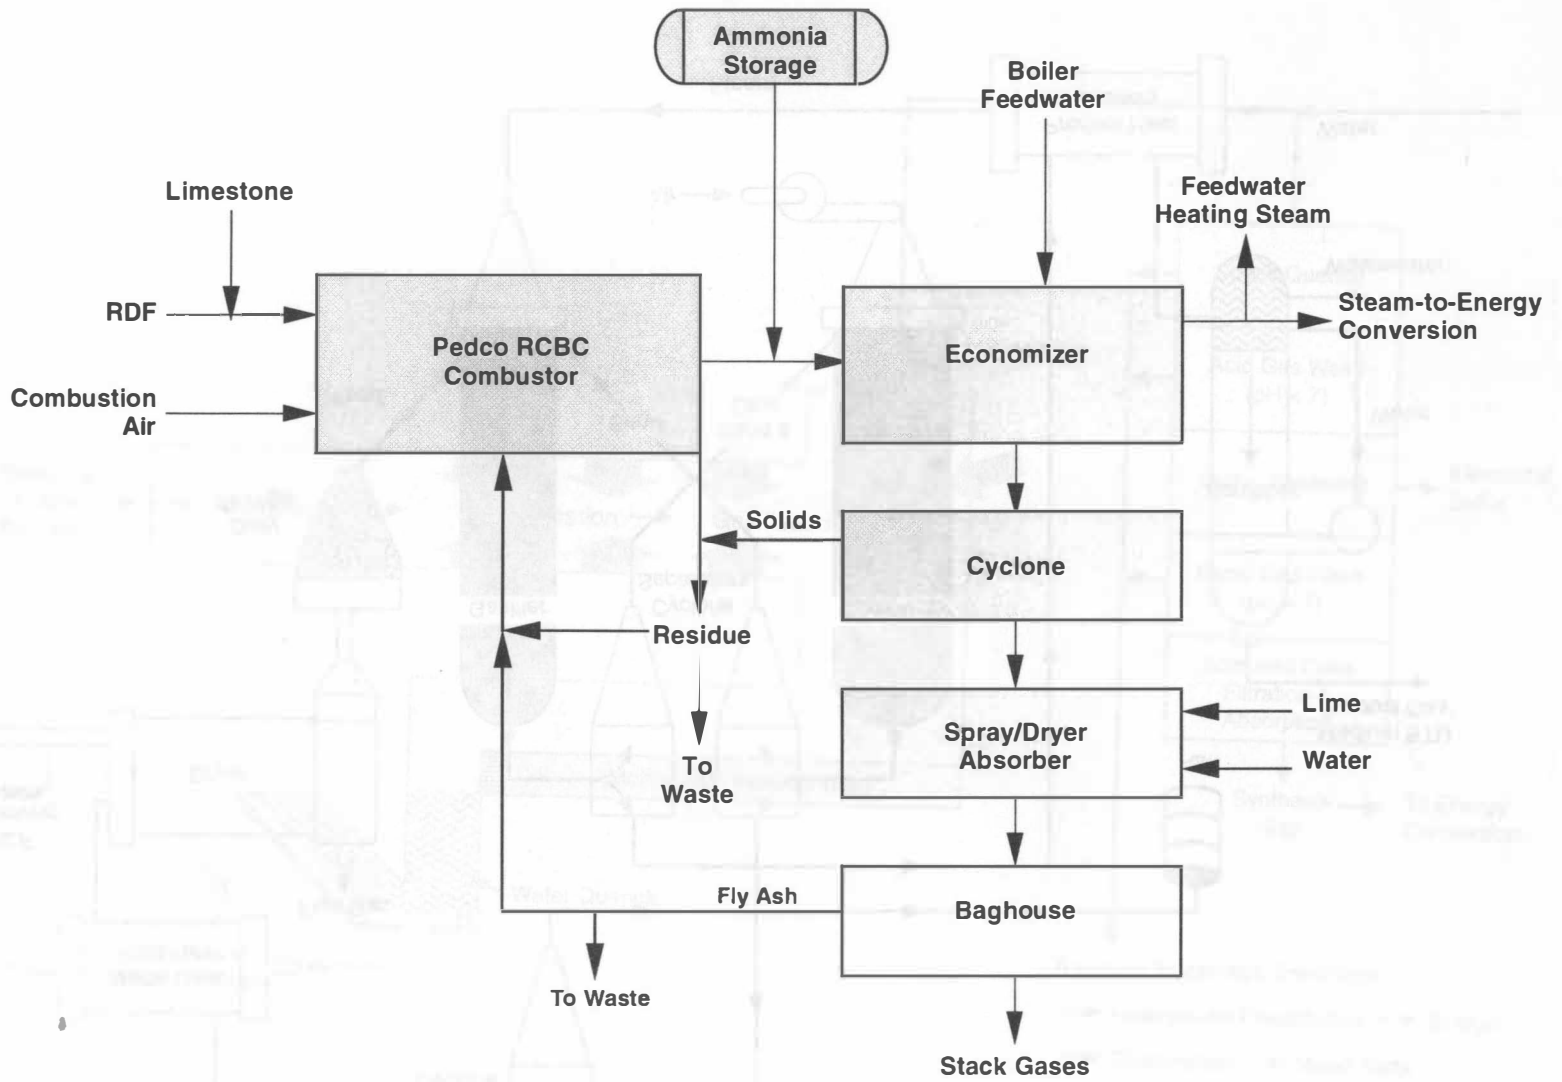 Ammonia
Storage
Boiler
Feedwater
Limestone
Feedwater
Heating Steam
RDF
Pedco RCBC
Combustor
Economizer
Steam-to-Energy
Conversion
Combustion
Air
Solids
Cyclone
Residue
Spray/Dryer
Absorber
Lime
Water
To
Waste
Fly Ash
Baghouse
To Waste
Stack Gases